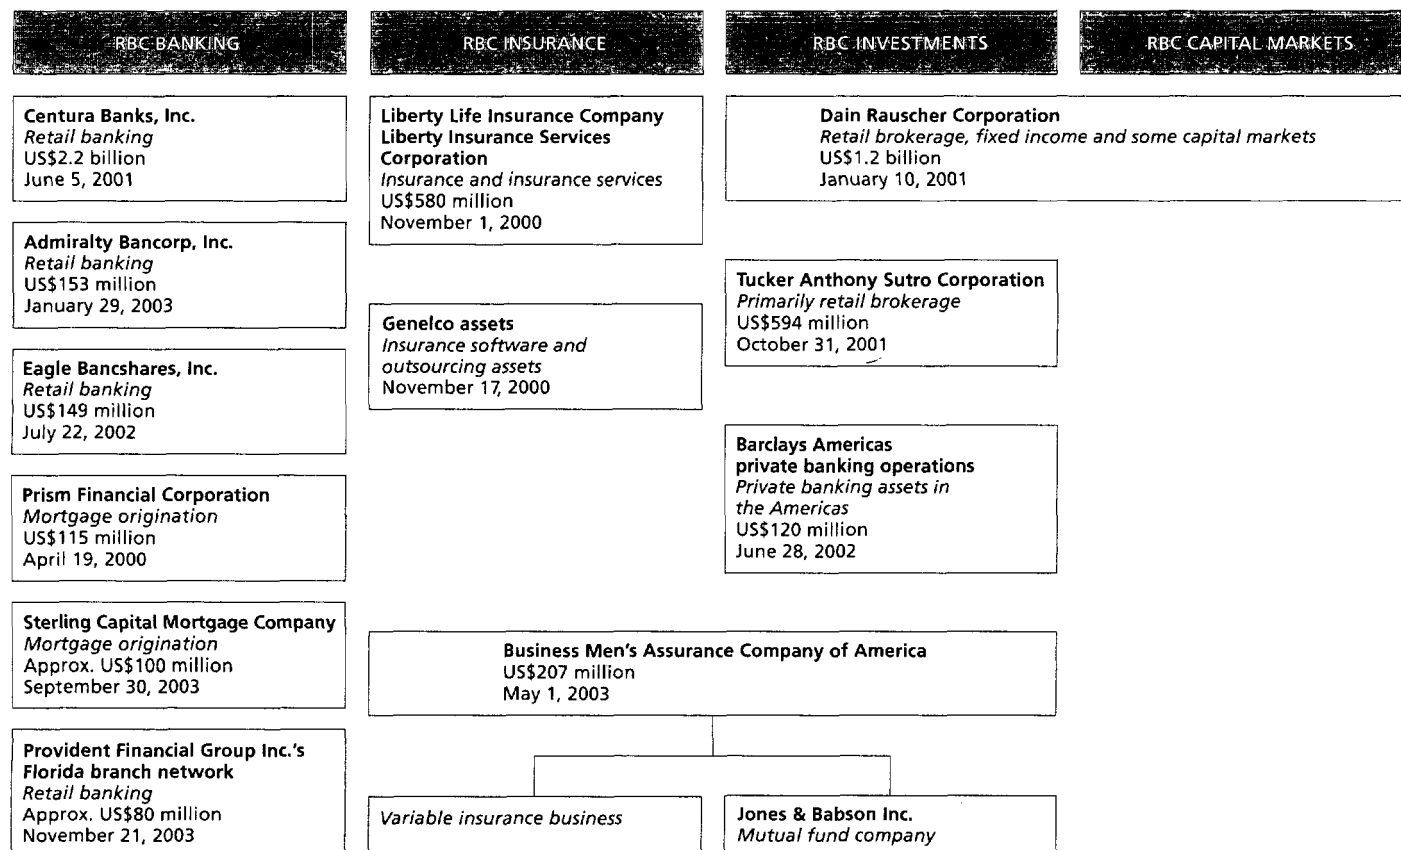 RBC BANKING
Centura Banks, Inc.
Retail banking
US$2.2 billion
June 5, 2001
Admiralty Bancorp, Inc.
Retail banking
US$153 million
January 29, 2003
Eagle Bancshares, Inc.
Retail banking
US$149 million
July 22, 2002
Prism Financial Corporation
Mortgage origination
US$115 million
April 19, 2000
Sterling Capital Mortgage Company
Mortgage origination
Approx. US$100 million
September 30, 2003
Provident Financial Group Inc.'s
Florida branch network
Retail banking
Approx. US$80 million
November 21, 2003
RBC INSURANCE
Liberty Life Insurance Company
Liberty Insurance Services
Corporation
Insurance and insurance services
US$580 million
November 1, 2000
Genelco assets
Insurance software and
outsourcing assets
November 17, 2000
RBC INVESTMENTS
RBC CAPITAL MARKETS
Dain Rauscher Corporation
Retail brokerage, fixed income and some capital markets
US$1.2 billion
January 10, 2001
Tucker Anthony Sutro Corporation
Primarily retail brokerage
US$594 million
October 31, 2001
Barclays Americas
private banking operations
Private banking assets in
the Americas
US$120 million
June 28, 2002
Business Men's Assurance Company of America
US$207 million
May 1, 2003
Variable insurance business
Jones & Babson Inc.
Mutual fund company